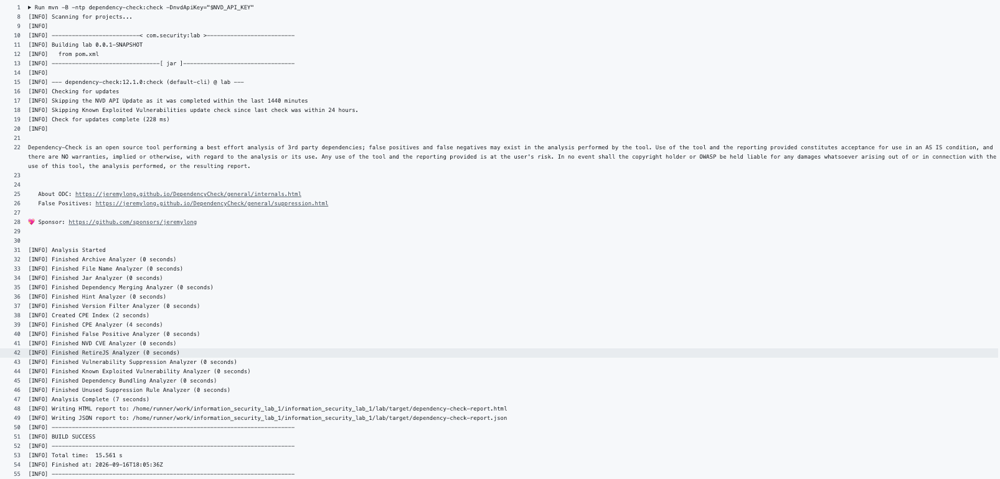 1 ▶ Run mvn -B -ntp dependency-check:check -DnvdApiKey="$NVD_API_KEY"
8 [INFO] Scanning for projects...
9 [INFO]
10 [INFO] --------------------------< com.security:lab >--------------------------
11 [INFO] Building lab 0.0.1-SNAPSHOT
12 [INFO]   from pom.xml
13 [INFO] --------------------------------[ jar ]---------------------------------
14 [INFO]
15 [INFO] --- dependency-check:12.1.0:check (default-cli) @ lab ---
16 [INFO] Checking for updates
17 [INFO] Skipping the NVD API Update as it was completed within the last 1440 minutes
18 [INFO] Skipping Known Exploited Vulnerabilities update check since last check was within 24 hours.
19 [INFO] Check for updates complete (228 ms)
20 [INFO]
21
22 Dependency-Check is an open source tool performing a best effort analysis of 3rd party dependencies; false positives and false negatives may exist in the analysis performed by the tool. Use of the tool and the reporting provided constitutes acceptance for use in an AS IS condition, and
there are NO warranties, implied or otherwise, with regard to the analysis or its use. Any use of the tool and the reporting provided is at the user's risk. In no event shall the copyright holder or OWASP be held liable for any damages whatsoever arising out of or in connection with the
use of this tool, the analysis performed, or the resulting report.
23
24
25 About ODC: https://jeremylong.github.io/DependencyCheck/general/internals.html
26 False Positives: https://jeremylong.github.io/DependencyCheck/general/suppression.html
27
28 💖 Sponsor: https://github.com/sponsors/jeremylong
29
30
31 [INFO] Analysis Started
32 [INFO] Finished Archive Analyzer (0 seconds)
33 [INFO] Finished File Name Analyzer (0 seconds)
34 [INFO] Finished Jar Analyzer (0 seconds)
35 [INFO] Finished Dependency Merging Analyzer (0 seconds)
36 [INFO] Finished Hint Analyzer (0 seconds)
37 [INFO] Finished Version Filter Analyzer (0 seconds)
38 [INFO] Created CPE Index (2 seconds)
39 [INFO] Finished CPE Analyzer (4 seconds)
40 [INFO] Finished False Positive Analyzer (0 seconds)
41 [INFO] Finished NVD CVE Analyzer (0 seconds)
42 [INFO] Finished RetireJS Analyzer (0 seconds)
43 [INFO] Finished Vulnerability Suppression Analyzer (0 seconds)
44 [INFO] Finished Known Exploited Vulnerability Analyzer (0 seconds)
45 [INFO] Finished Dependency Bundling Analyzer (0 seconds)
46 [INFO] Finished Unused Suppression Rule Analyzer (0 seconds)
47 [INFO] Analysis Complete (7 seconds)
48 [INFO] Writing HTML report to: /home/runner/work/information_security_lab_1/information_security_lab_1/lab/target/dependency-check-report.html
49 [INFO] Writing JSON report to: /home/runner/work/information_security_lab_1/information_security_lab_1/lab/target/dependency-check-report.json
50 [INFO] ------------------------------------------------------------------------
51 [INFO] BUILD SUCCESS
52 [INFO] ------------------------------------------------------------------------
53 [INFO] Total time:  15.561 s
54 [INFO] Finished at: 2026-09-16T18:05:36Z
55 [INFO] ------------------------------------------------------------------------